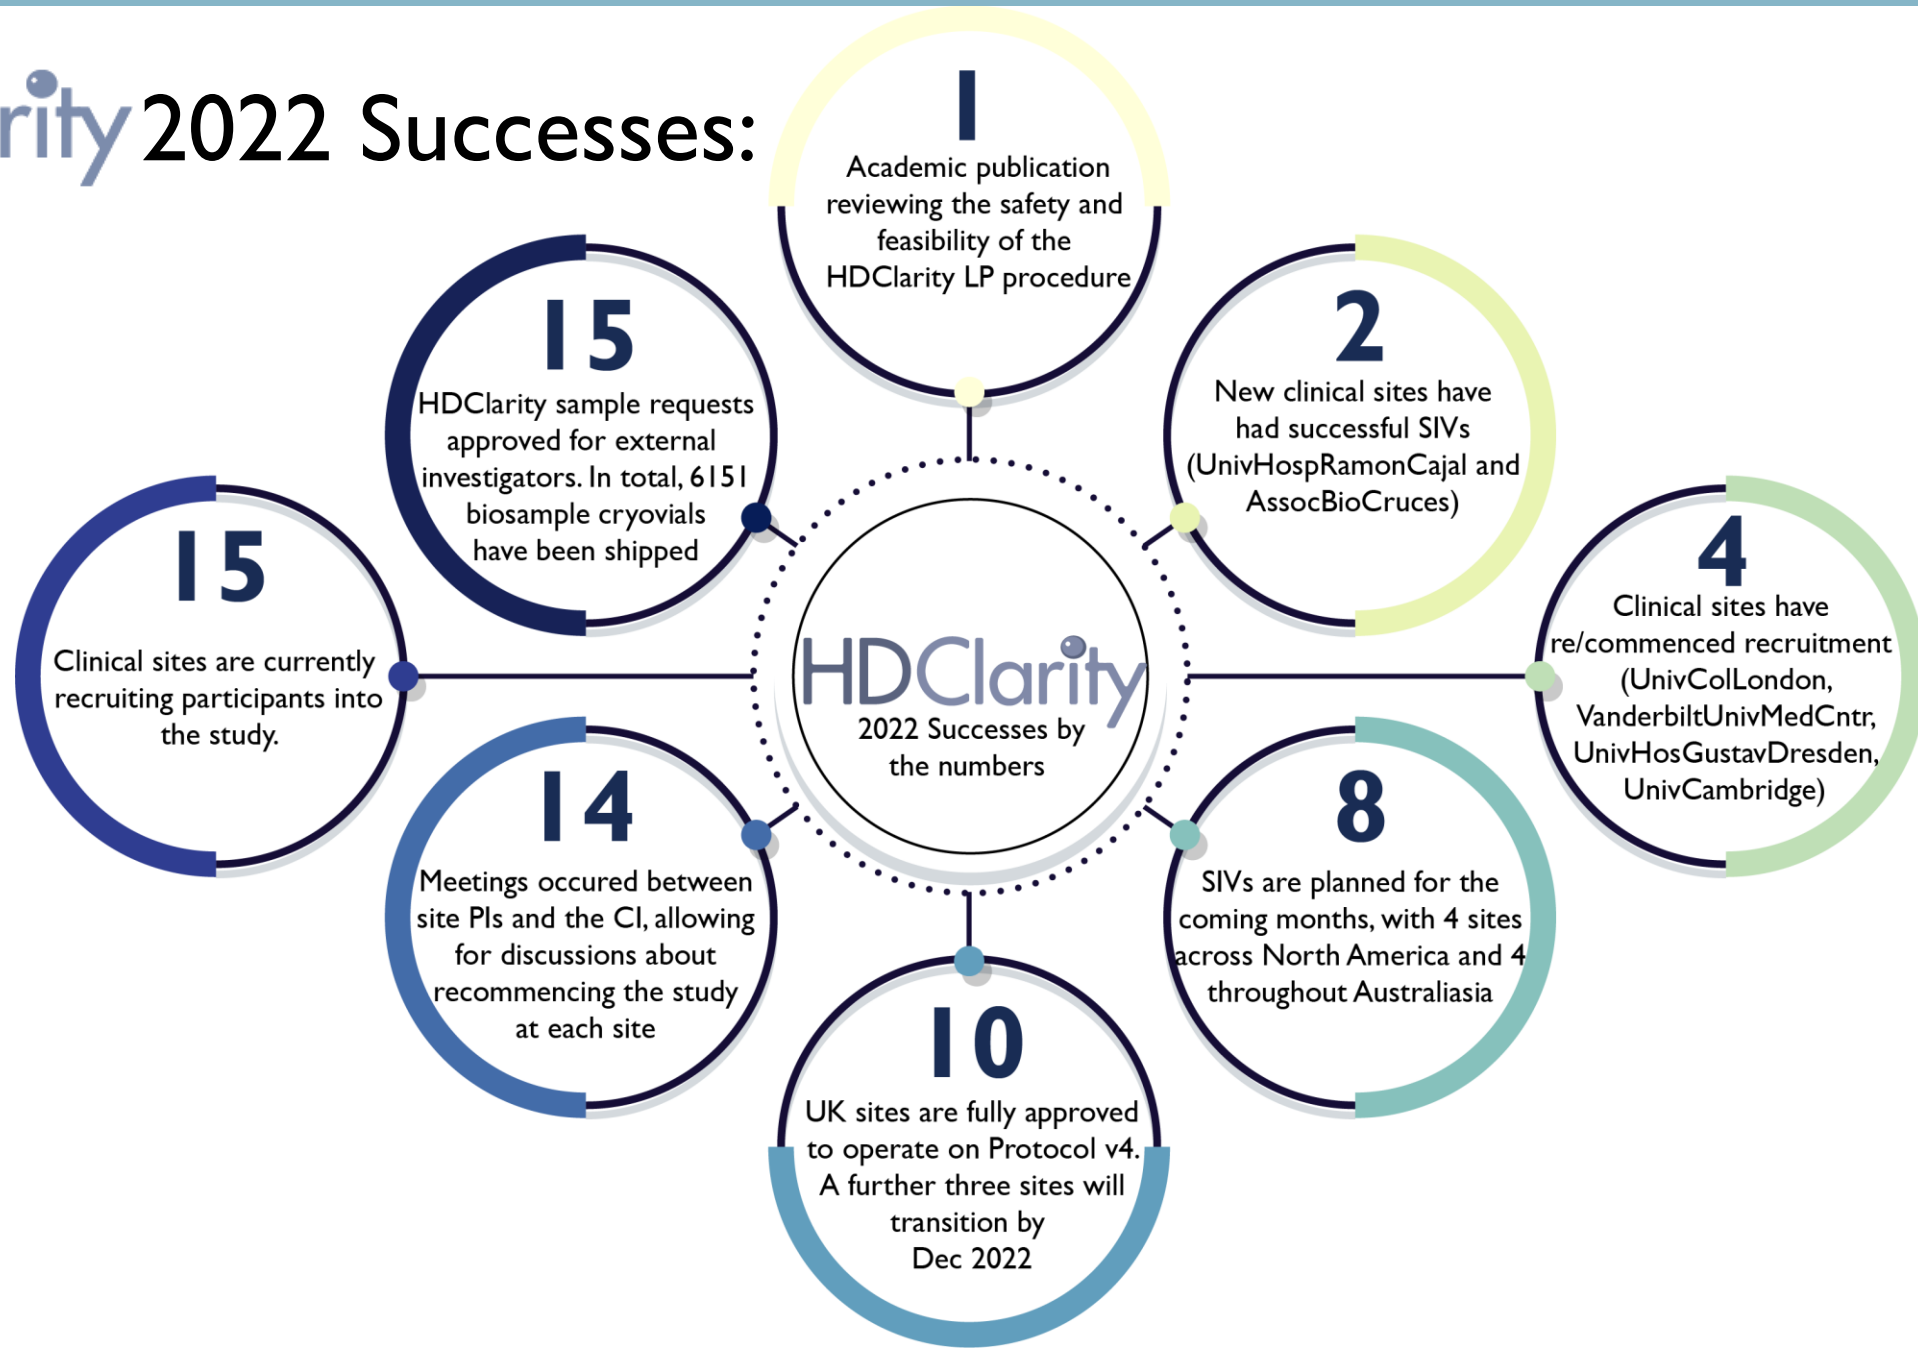 rity 2022 Successes:
1
Academic publication
reviewing the safety and
feasibility of the
HDClarity LP procedure
2
New clinical sites have
had successful SIVs
(UnivHospRamonCajal and
AssocBioCruces)
4
Clinical sites have
re/commenced recruitment
(UnivColLondon,
VanderbiltUnivMedCntr,
UnivHosGustavDresden,
UnivCambridge)
8
SIVs are planned for the
coming months, with 4 sites
across North America and 4
throughout Australiasia
10
UK sites are fully approved
to operate on Protocol v4.
A further three sites will
transition by
Dec 2022
14
Meetings occured between
site PIs and the CI, allowing
for discussions about
recommencing the study
at each site
15
Clinical sites are currently
recruiting participants into
the study.
15
HDClarity sample requests
approved for external
investigators. In total, 6151
biosample cryovials
have been shipped
HDClarity
2022 Successes by
the numbers